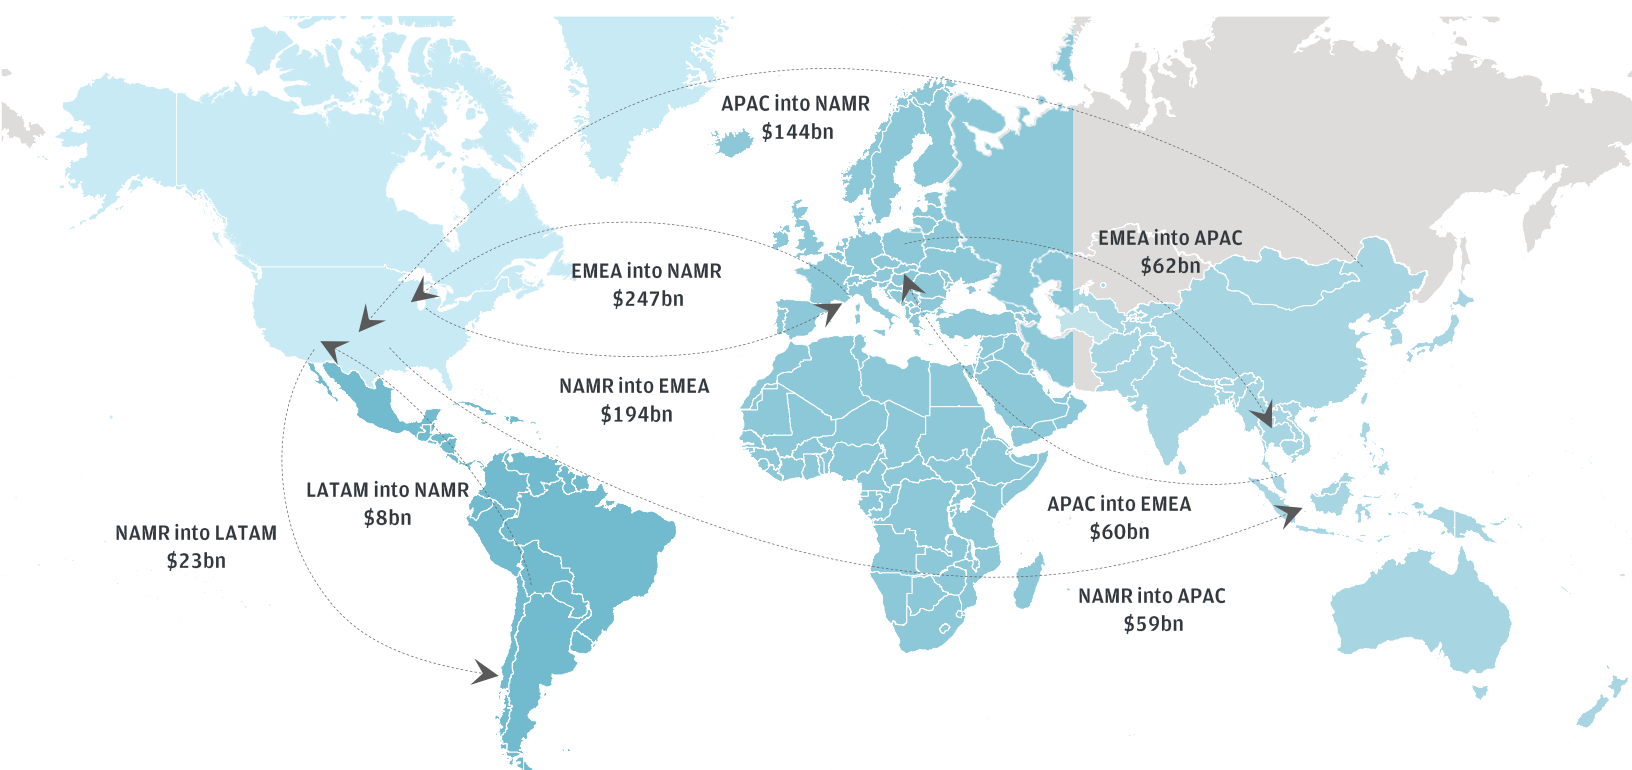 APAC into NAMR
$144bn
EMEA into APAC
$62bn
EMEA into NAMR
$247bn
NAMR into EMEA
$194bn
LATAM into NAMR
$8bn
APAC into EMEA
$60bn
NAMR into LATAM
$23bn
NAMR into APAC
$59bn